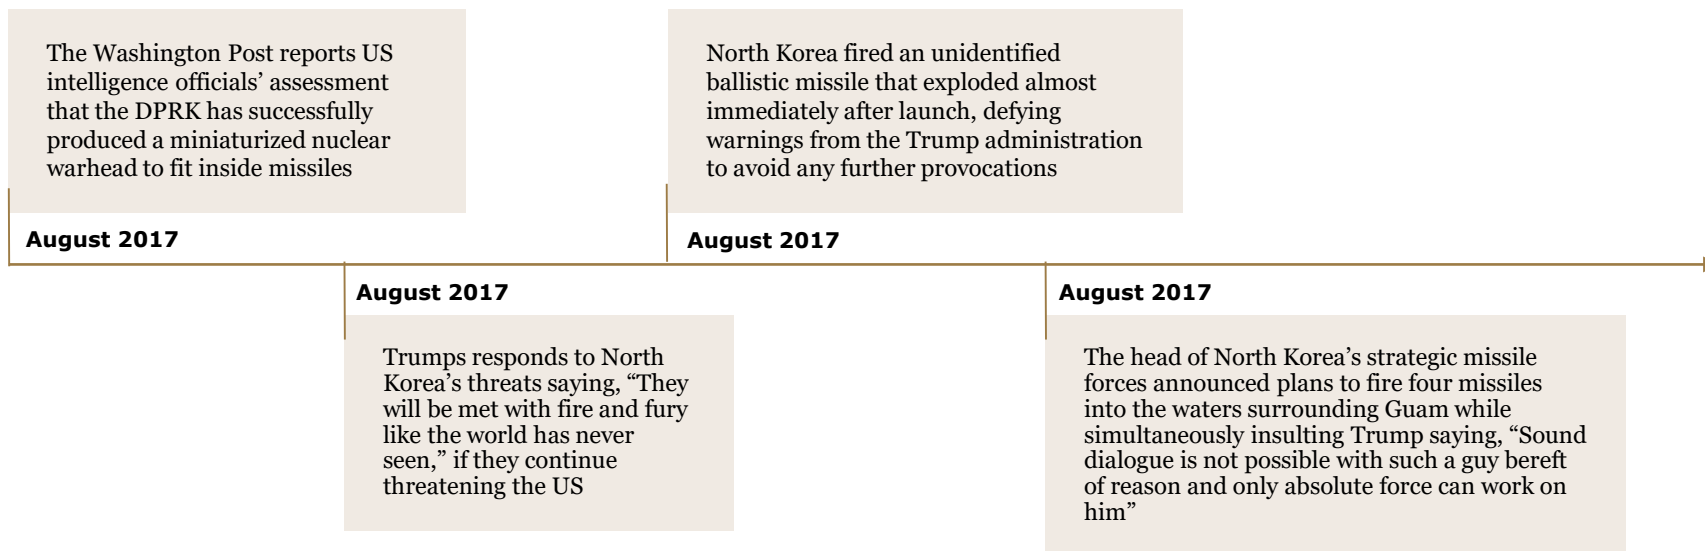 The Washington Post reports US
intelligence officials’ assessment
that the DPRK has successfully
produced a miniaturized nuclear
warhead to fit inside missiles
August 2017
August 2017
Trumps responds to North
Korea’s threats saying, “They
will be met with fire and fury
like the world has never
seen,” if they continue
threatening the US
North Korea fired an unidentified
ballistic missile that exploded almost
immediately after launch, defying
warnings from the Trump administration
to avoid any further provocations
August 2017
August 2017
The head of North Korea’s strategic missile
forces announced plans to fire four missiles
into the waters surrounding Guam while
simultaneously insulting Trump saying, “Sound
dialogue is not possible with such a guy bereft
of reason and only absolute force can work on
him”